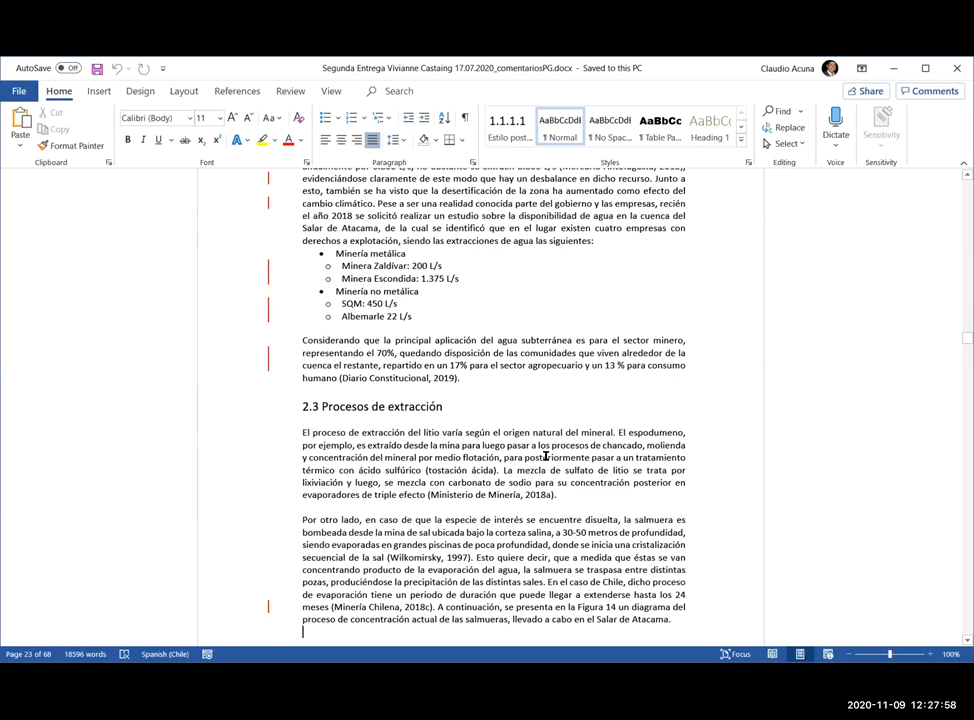 AutoSave Off
Segunda Entrega Vivianne Castaing 17.07.2020_comentariosPG.docx - Saved to this PC
Claudio Acuna
File Home Insert Design Layout References Review View Search
Share Comments
Paste
Cut
Copy
Format Painter
Calibri (Body) 11
1.1.1.1 AaBbCcDdE AaBbCcDdE AaBbCc AaBbCc
Estilo post... ¶ Normal ¶ No Spac... ¶ Table Pa... Heading 1
Find
Replace
Select
Dictate
Sensitivity
Clipboard Font Paragraph Styles Editing Voice Sensitivity
evidenciándose claramente de este modo que hay un desbalance en dicho recurso. Junto a
esto, también se ha visto que la desertificación de la zona ha aumentado como efecto del
cambio climático. Pese a ser una realidad conocida parte del gobierno y las empresas, recién
el año 2018 se solicitó realizar un estudio sobre la disponibilidad de agua en la cuenca del
Salar de Atacama, de la cual se identificó que en el lugar existen cuatro empresas con
derechos a explotación, siendo las extracciones de agua las siguientes:
• Minería metálica
o Minera Zaldívar: 200 L/s
o Minera Escondida: 1.375 L/s
• Minería no metálica
o SQM: 450 L/s
o Albemarle 22 L/s
Considerando que la principal aplicación del agua subterránea es para el sector minero,
representando el 70%, quedando disposición de las comunidades que viven alrededor de la
cuenca el restante, repartido en un 17% para el sector agropecuario y un 13 % para consumo
humano (Diario Constitucional, 2019).
2.3 Procesos de extracción
El proceso de extracción del litio varía según el origen natural del mineral. El espodumeno,
por ejemplo, es extraído desde la mina para luego pasar a los procesos de chancado, molienda
y concentración del mineral por medio flotación, para posteriormente pasar a un tratamiento
térmico con ácido sulfúrico (tostación ácida). La mezcla de sulfato de litio se trata por
lixiviación y luego, se mezcla con carbonato de sodio para su concentración posterior en
evaporadores de triple efecto (Ministerio de Minería, 2018a).
Por otro lado, en caso de que la especie de interés se encuentre disuelta, la salmuera es
bombeada desde la mina de sal ubicada bajo la corteza salina, a 30-50 metros de profundidad,
siendo evaporadas en grandes piscinas de poca profundidad, donde se inicia una cristalización
secuencial de la sal (Wilkomirsky, 1997). Esto quiere decir, que a medida que éstas se van
concentrando producto de la evaporación del agua, la salmuera se traspasa entre distintas
pozas, produciéndose la precipitación de las distintas sales. En el caso de Chile, dicho proceso
de evaporación tiene un periodo de duración que puede llegar a extenderse hasta los 24
meses (Minería Chilena, 2018c). A continuación, se presenta en la Figura 14 un diagrama del
proceso de concentración actual de las salmueras, llevado a cabo en el Salar de Atacama.
Page 23 of 68 18596 words Spanish (Chile) Focus 100%
2020-11-09 12:27:58